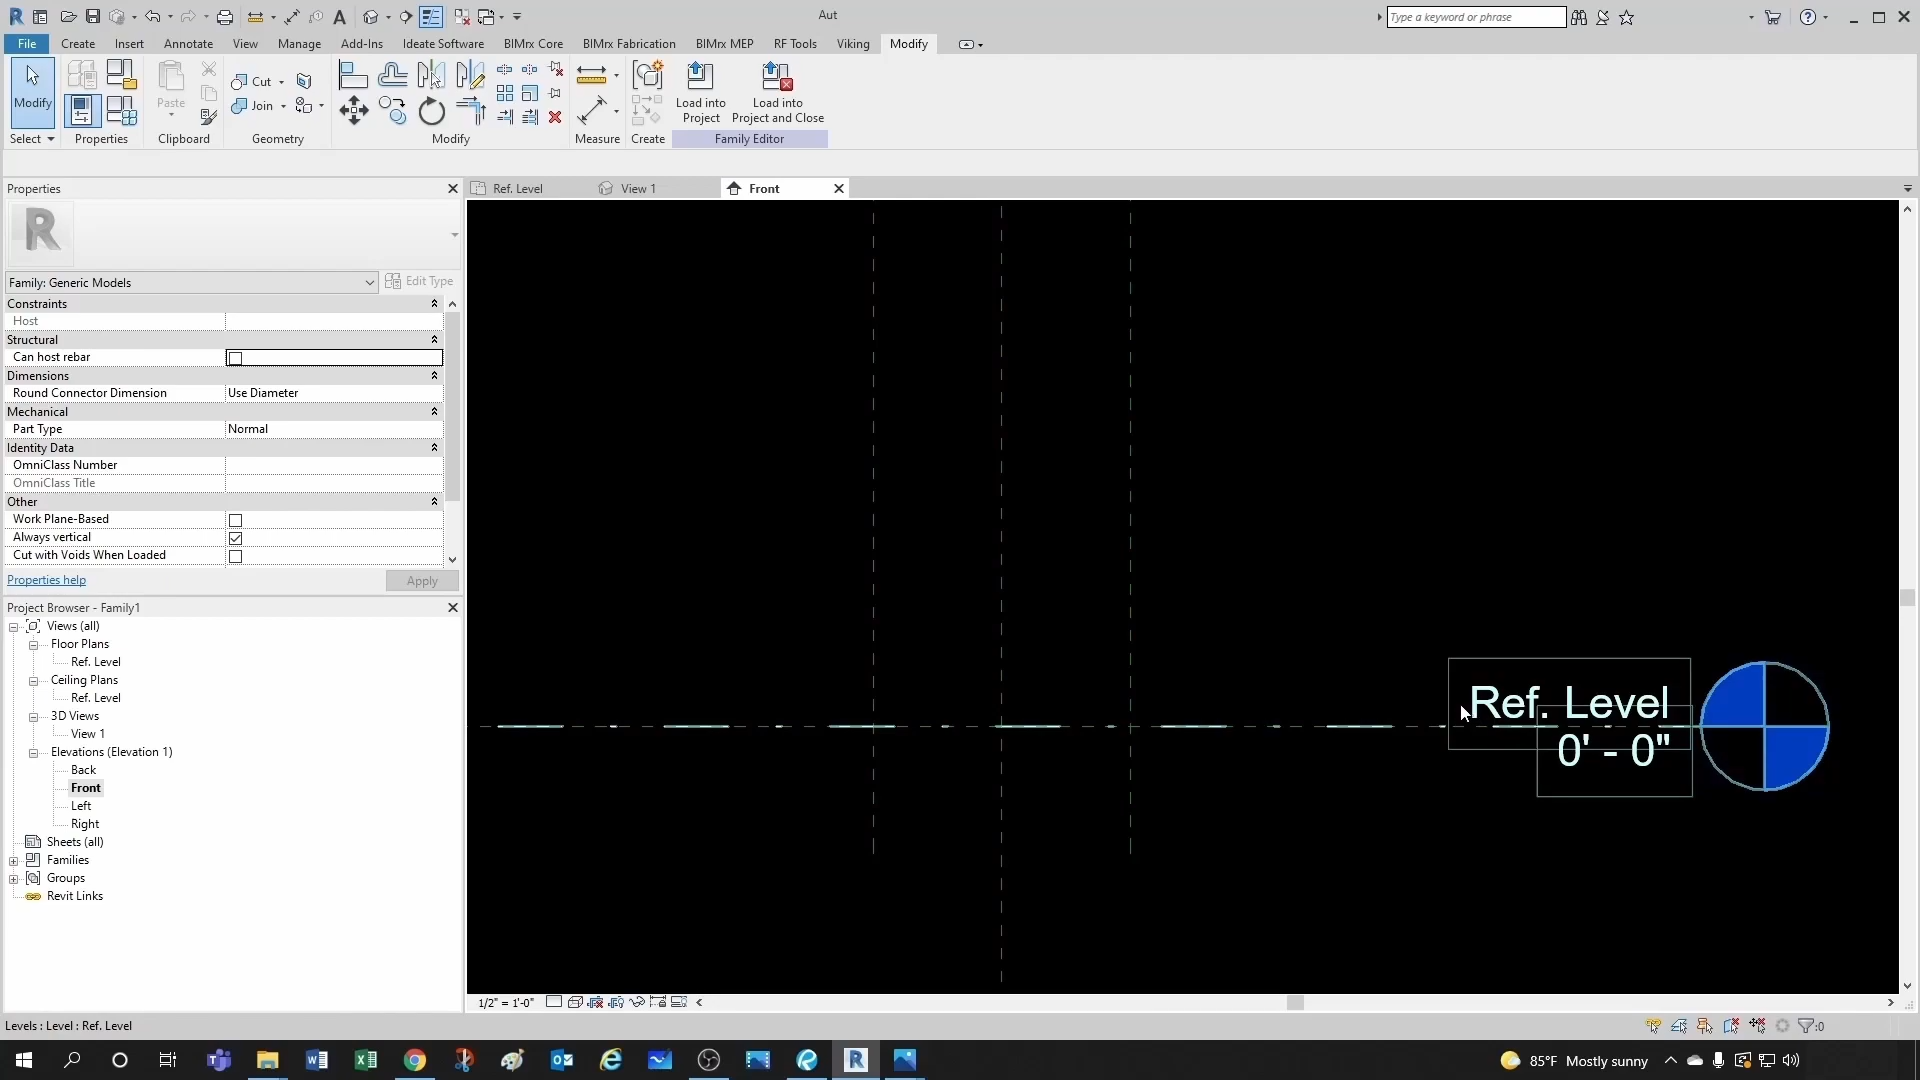 Aut
Type a keyword or phrase
File Create Insert Annotate View Manage Add-Ins Ideate Software BIMrx Core BIMrx Fabrication BIMrx MEP RF Tools Viking Modify
Modify
Paste
Cut
Join
Load into Project
Load into Project and Close
Select Properties Clipboard Geometry Modify Measure Create Family Editor
Properties
Ref. Level View 1 Front
R
Family: Generic Models Edit Type
Constraints
Host
Structural
Can host rebar
Dimensions
Round Connector Dimension Use Diameter
Mechanical
Part Type Normal
Identity Data
OmniClass Number
OmniClass Title
Other
Work Plane-Based
Always vertical
Cut with Voids When Loaded
Properties help Apply
Project Browser - Family1
Views (all)
Floor Plans
Ref. Level
Ceiling Plans
Ref. Level
3D Views
View 1
Elevations (Elevation 1)
Back
Front
Left
Right
Sheets (all)
Families
Groups
Revit Links
Ref. Level
0' - 0"
1/2" = 1'-0"
Levels : Level : Ref. Level
:0
85°F Mostly sunny